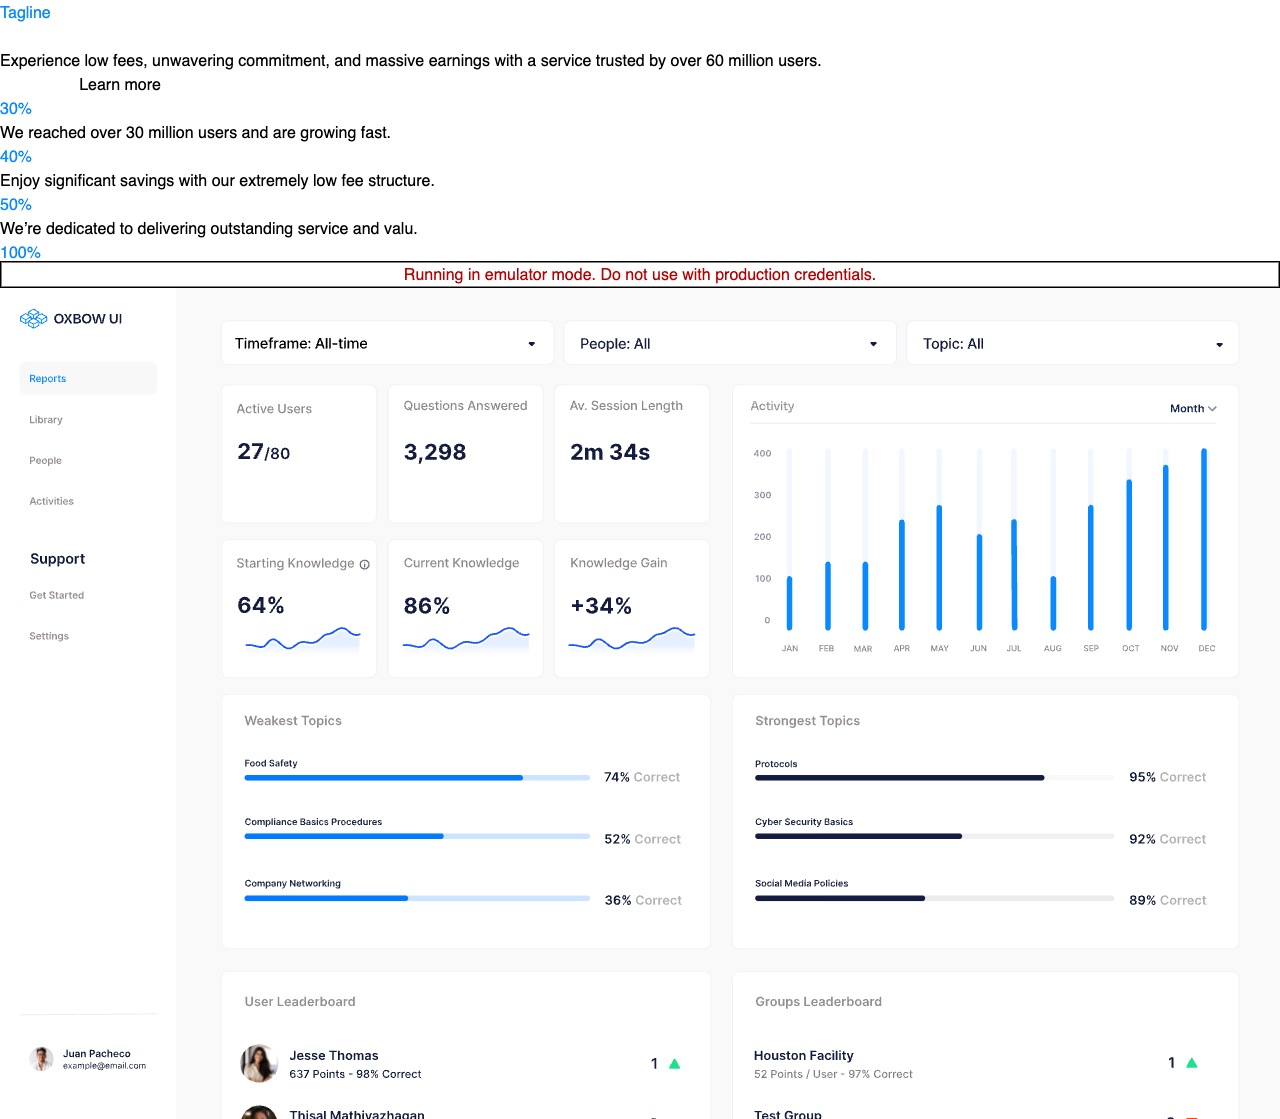 Tagline
Experience low fees, unwavering commitment, and massive earnings with a service trusted by over 60 million users.
Learn more
30%
We reached over 30 million users and are growing fast.
40%
Enjoy significant savings with our extremely low fee structure.
50%
We’re dedicated to delivering outstanding service and valu.
100%
Running in emulator mode. Do not use with production credentials.
OXBOW UI
Reports
Library
People
Activities
Support
Get Started
Settings
Juan Pacheco
example@email.com
Timeframe: All-time
People: All
Topic: All
Active Users
27/80
Questions Answered
3,298
Av. Session Length
2m 34s
Starting Knowledge
64%
Current Knowledge
86%
Knowledge Gain
+34%
Activity
Month
400
300
200
100
0
JAN FEB MAR APR MAY JUN JUL AUG SEP OCT NOV DEC
Weakest Topics
Food Safety
74% Correct
Compliance Basics Procedures
52% Correct
Company Networking
36% Correct
Strongest Topics
Protocols
95% Correct
Cyber Security Basics
92% Correct
Social Media Policies
89% Correct
User Leaderboard
Jesse Thomas
637 Points - 98% Correct
1
Thisal Mathiyazhagan
Groups Leaderboard
Houston Facility
52 Points / User - 97% Correct
1
Test Group